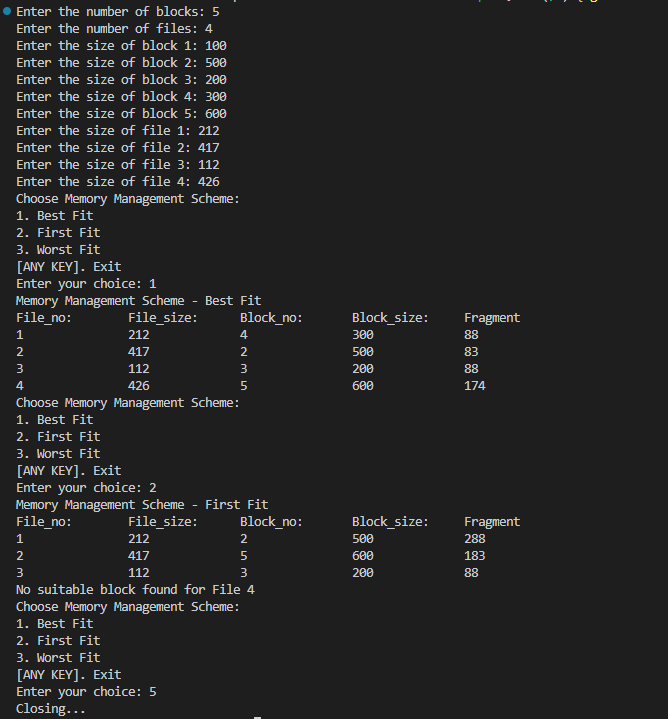 Enter the number of blocks: 5
Enter the number of files: 4
Enter the size of block 1: 100
Enter the size of block 2: 500
Enter the size of block 3: 200
Enter the size of block 4: 300
Enter the size of block 5: 600
Enter the size of file 1: 212
Enter the size of file 2: 417
Enter the size of file 3: 112
Enter the size of file 4: 426
Choose Memory Management Scheme:
1. Best Fit
2. First Fit
3. Worst Fit
[ANY KEY]. Exit
Enter your choice: 1
Memory Management Scheme - Best Fit
File_no:        File_size:      Block_no:       Block_size:     Fragment
1               212             4               300             88
2               417             2               500             83
3               112             3               200             88
4               426             5               600             174
Choose Memory Management Scheme:
1. Best Fit
2. First Fit
3. Worst Fit
[ANY KEY]. Exit
Enter your choice: 2
Memory Management Scheme - First Fit
File_no:        File_size:      Block_no:       Block_size:     Fragment
1               212             2               500             288
2               417             5               600             183
3               112             3               200             88
No suitable block found for File 4
Choose Memory Management Scheme:
1. Best Fit
2. First Fit
3. Worst Fit
[ANY KEY]. Exit
Enter your choice: 5
Closing...